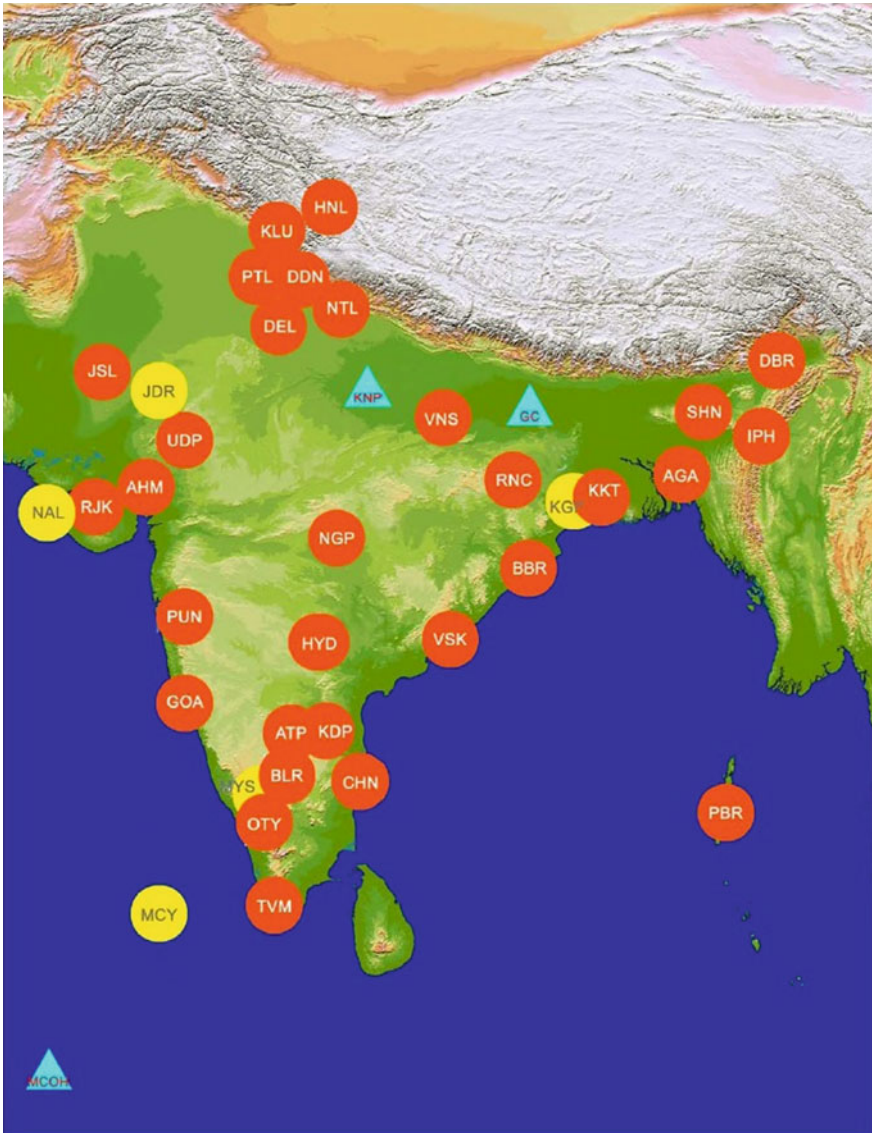 HNL
KLU
PTL DDN
NTL
DEL
DBR
JSL
JDR
KNP
VNS
GC
SHN
UDP
IPH
AHM
RNC
AGA
NAL
RJK
KKT
NGP
BBR
PUN
HYD
VSK
GOA
ATP KDP
BLR
CHN
OTY
PBR
TVM
MCY
MCOH